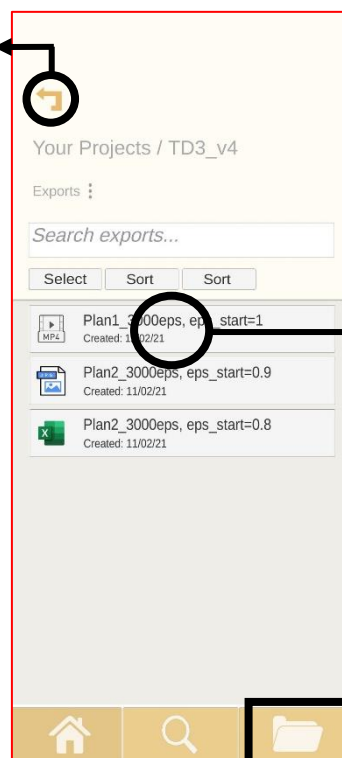 Your Projects / TD3_v4
Exports
Search exports...
Select Sort Sort
Plan1_3000eps, eps_start=1
MP4
Created: 11/02/21
Plan2_3000eps, eps_start=0.9
Created: 11/02/21
Plan2_3000eps, eps_start=0.8
X
Created: 11/02/21